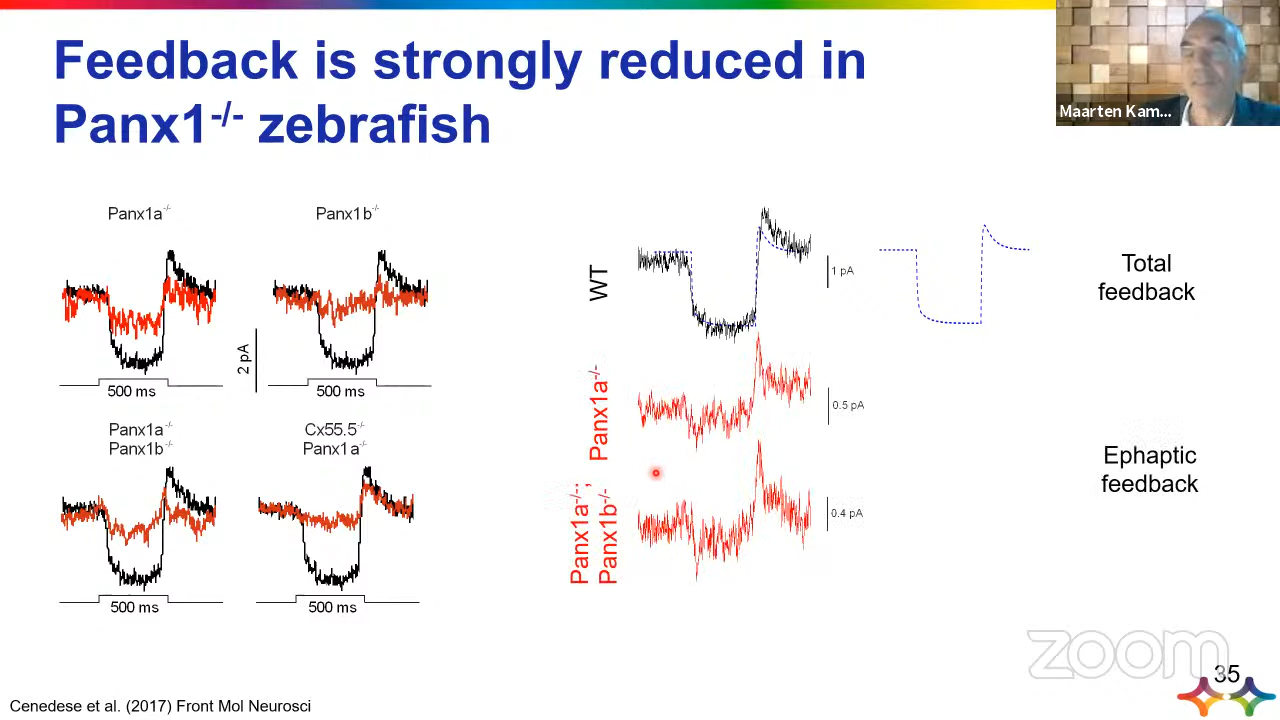 Feedback is strongly reduced in
Panx1-/- zebrafish
Maarten Kam...
Panx1a-/-
Panx1b-/-
2 pA
500 ms
500 ms
Panx1a-/-
Panx1b-/-
Cx55.5-/-
Panx1a-/-
500 ms
500 ms
WT
1 pA
Total
feedback
Panx1a-/-
0.5 pA
Panx1a-/-;
Panx1b-/-
0.4 pA
Ephaptic
feedback
zoom
35
Cenedese et al. (2017) Front Mol Neurosci